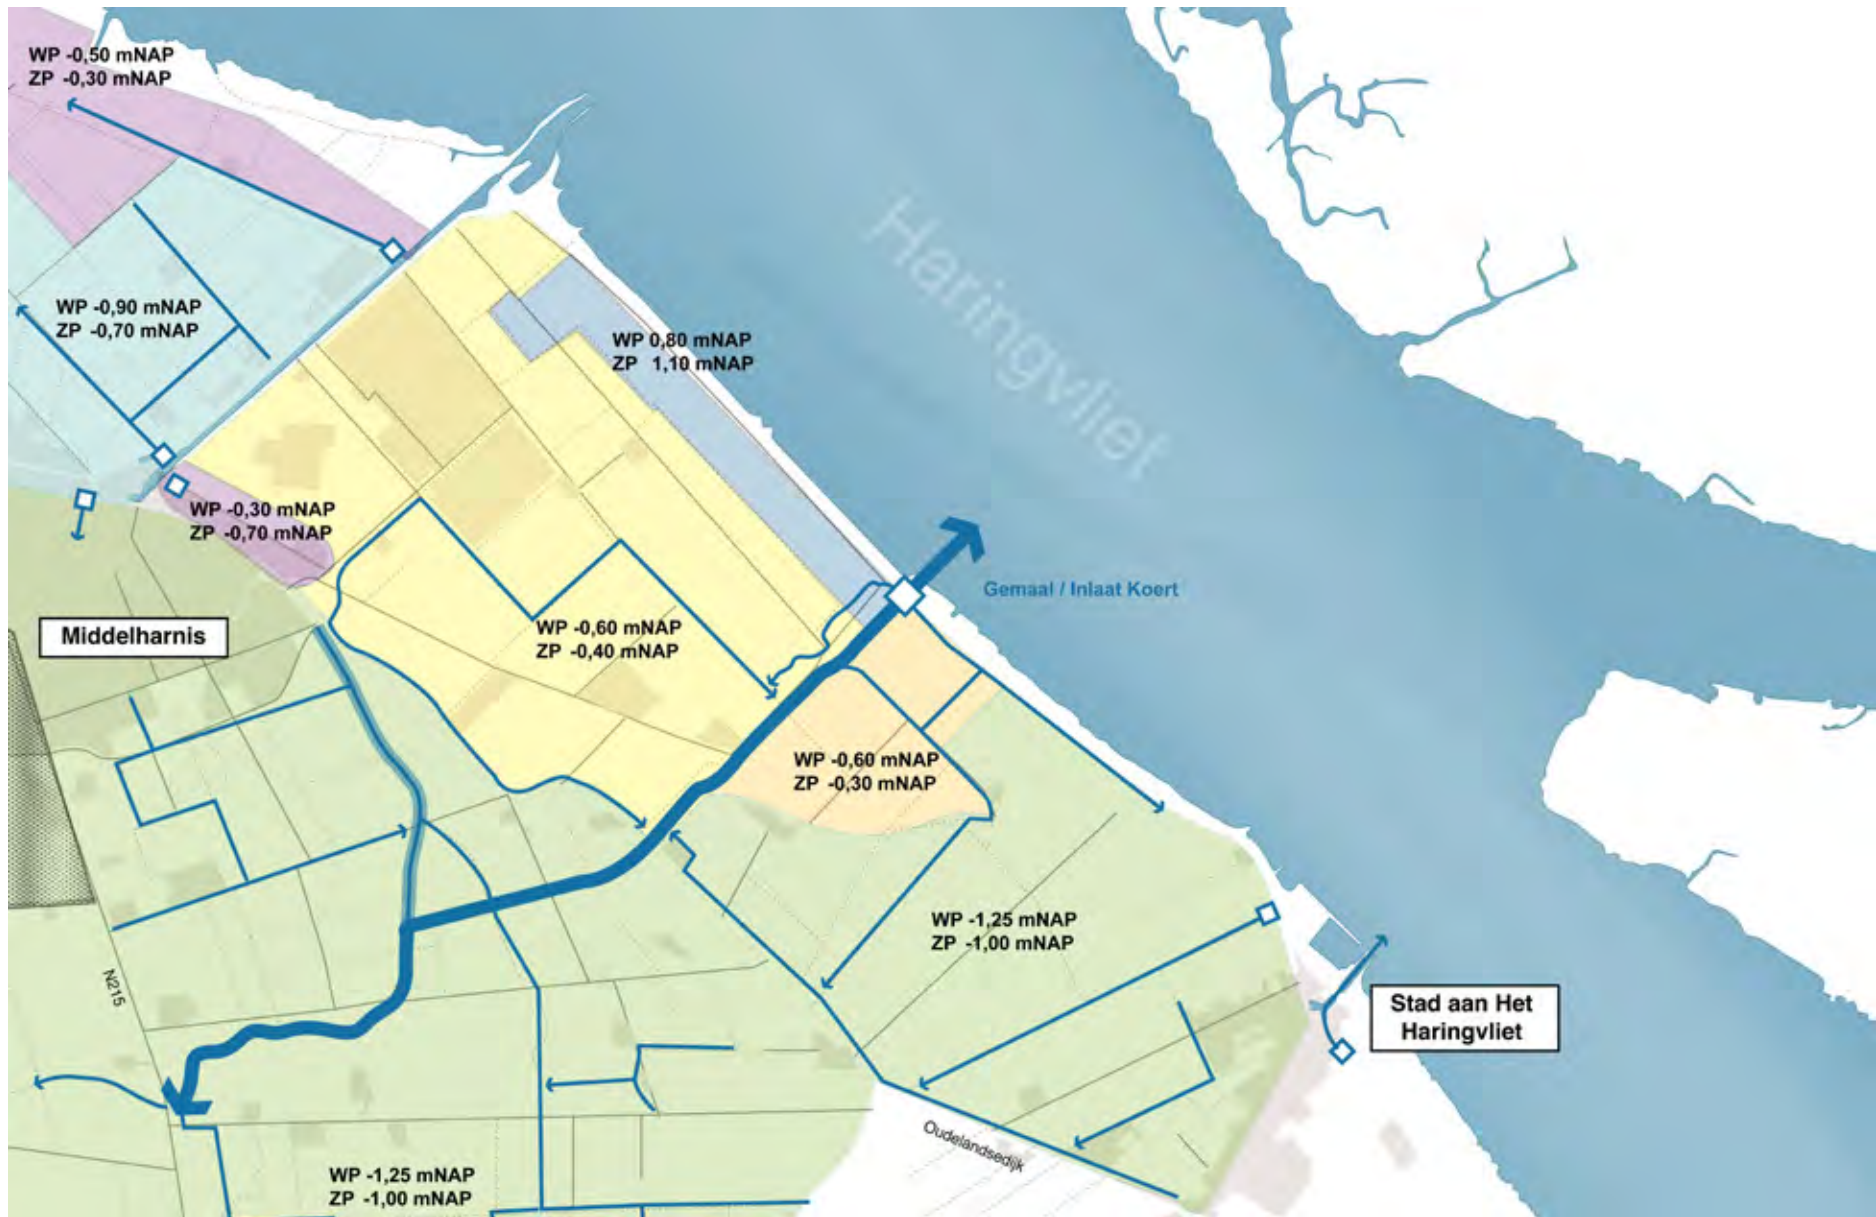 WP -0,50 mNAP
ZP -0,30 mNAP
WP -0,90 mNAP
ZP -0,70 mNAP
WP 0,80 mNAP
ZP 1,10 mNAP
Haringvliet
WP -0,30 mNAP
ZP -0,70 mNAP
Gemaal / Inlaat Koert
Middelharnis
WP -0,60 mNAP
ZP -0,40 mNAP
WP -0,60 mNAP
ZP -0,30 mNAP
WP -1,25 mNAP
ZP -1,00 mNAP
N215
Stad aan Het
Haringvliet
Oudelandsedijk
WP -1,25 mNAP
ZP -1,00 mNAP